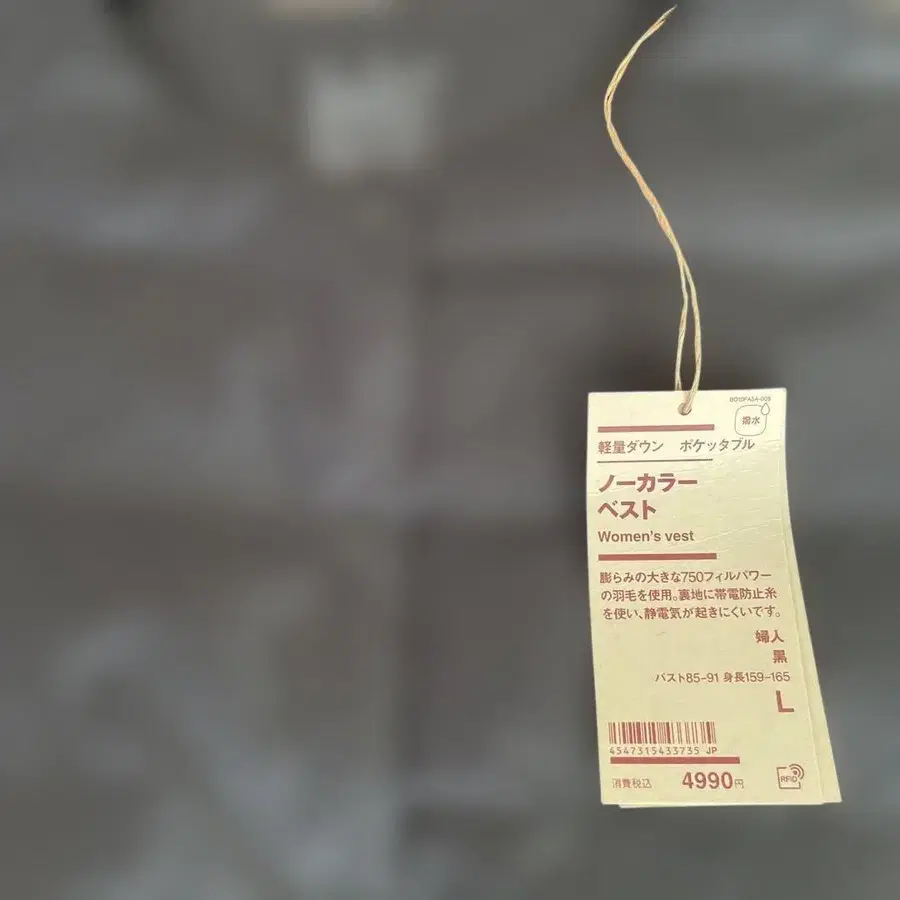 撥水
軽量ダウン ポケッタブル
ノーカラー
ベスト
Women's vest
膨らみの大きな750フィルパワー
の羽毛を使用。裏地に帯電防止糸
を使い、静電気が起きにくいです。
婦人
黒
バスト85-91 身長159-165
L
4547315433735 JP
消費税込 4990円
RFID